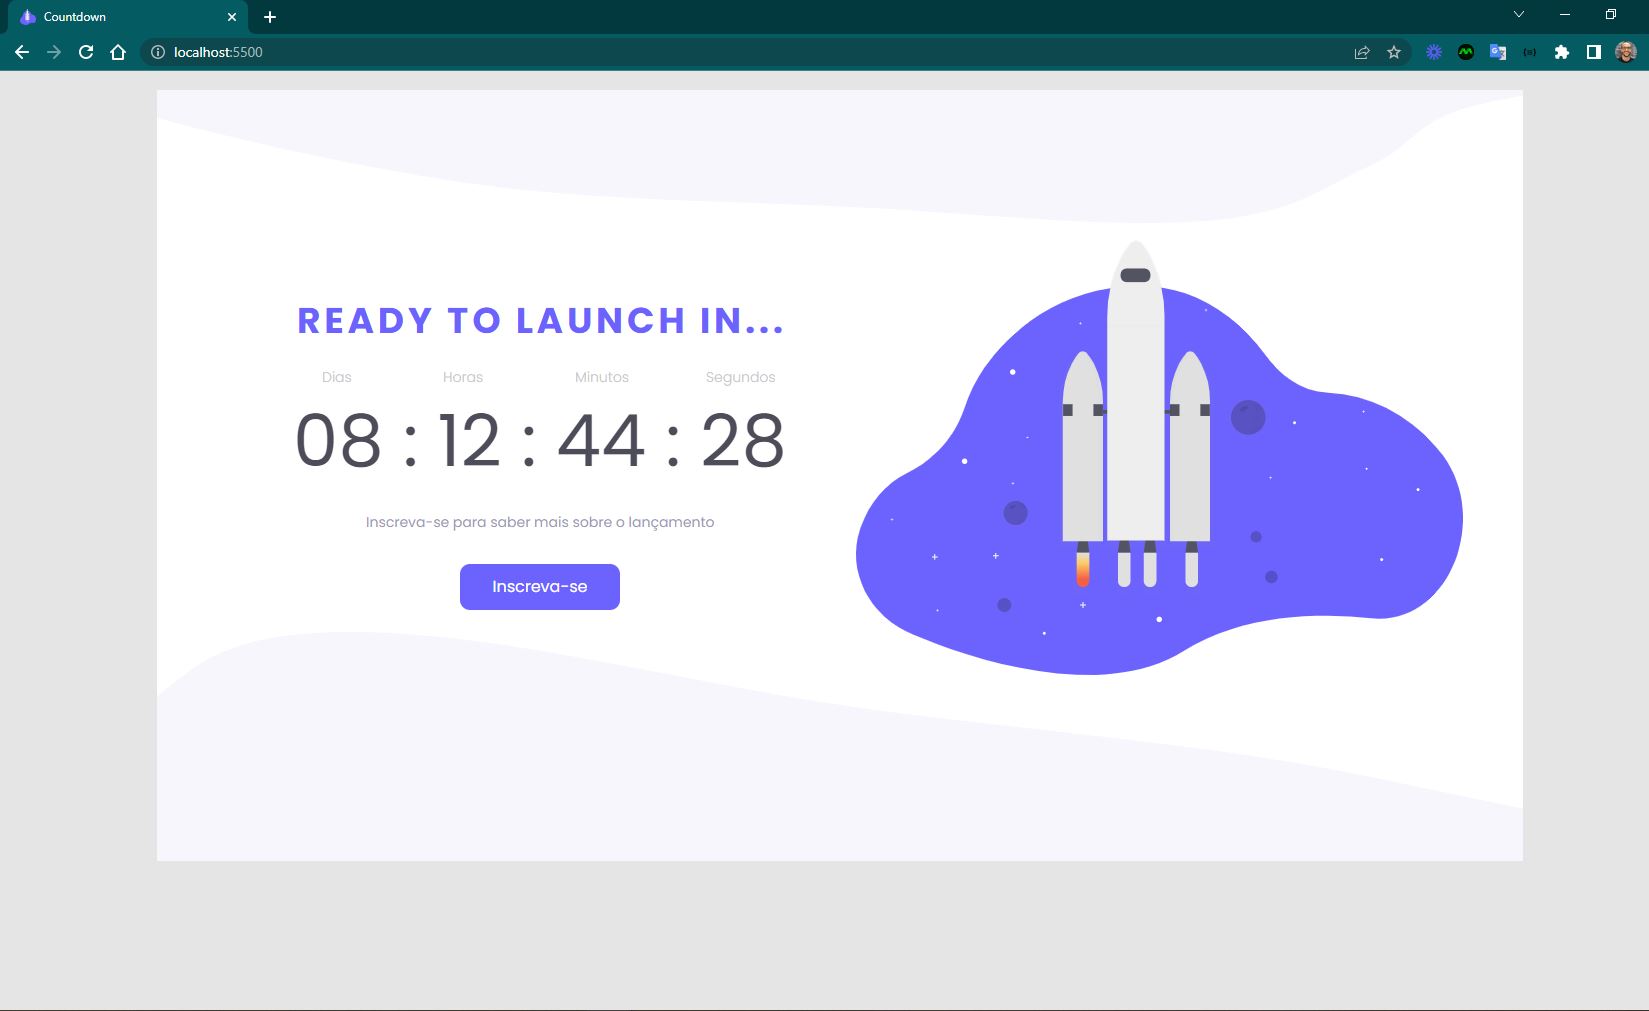 Countdown
localhost:5500
READY TO LAUNCH IN...
Dias Horas Minutos Segundos
08 : 12 : 44 : 28
Inscreva-se para saber mais sobre o lançamento
Inscreva-se